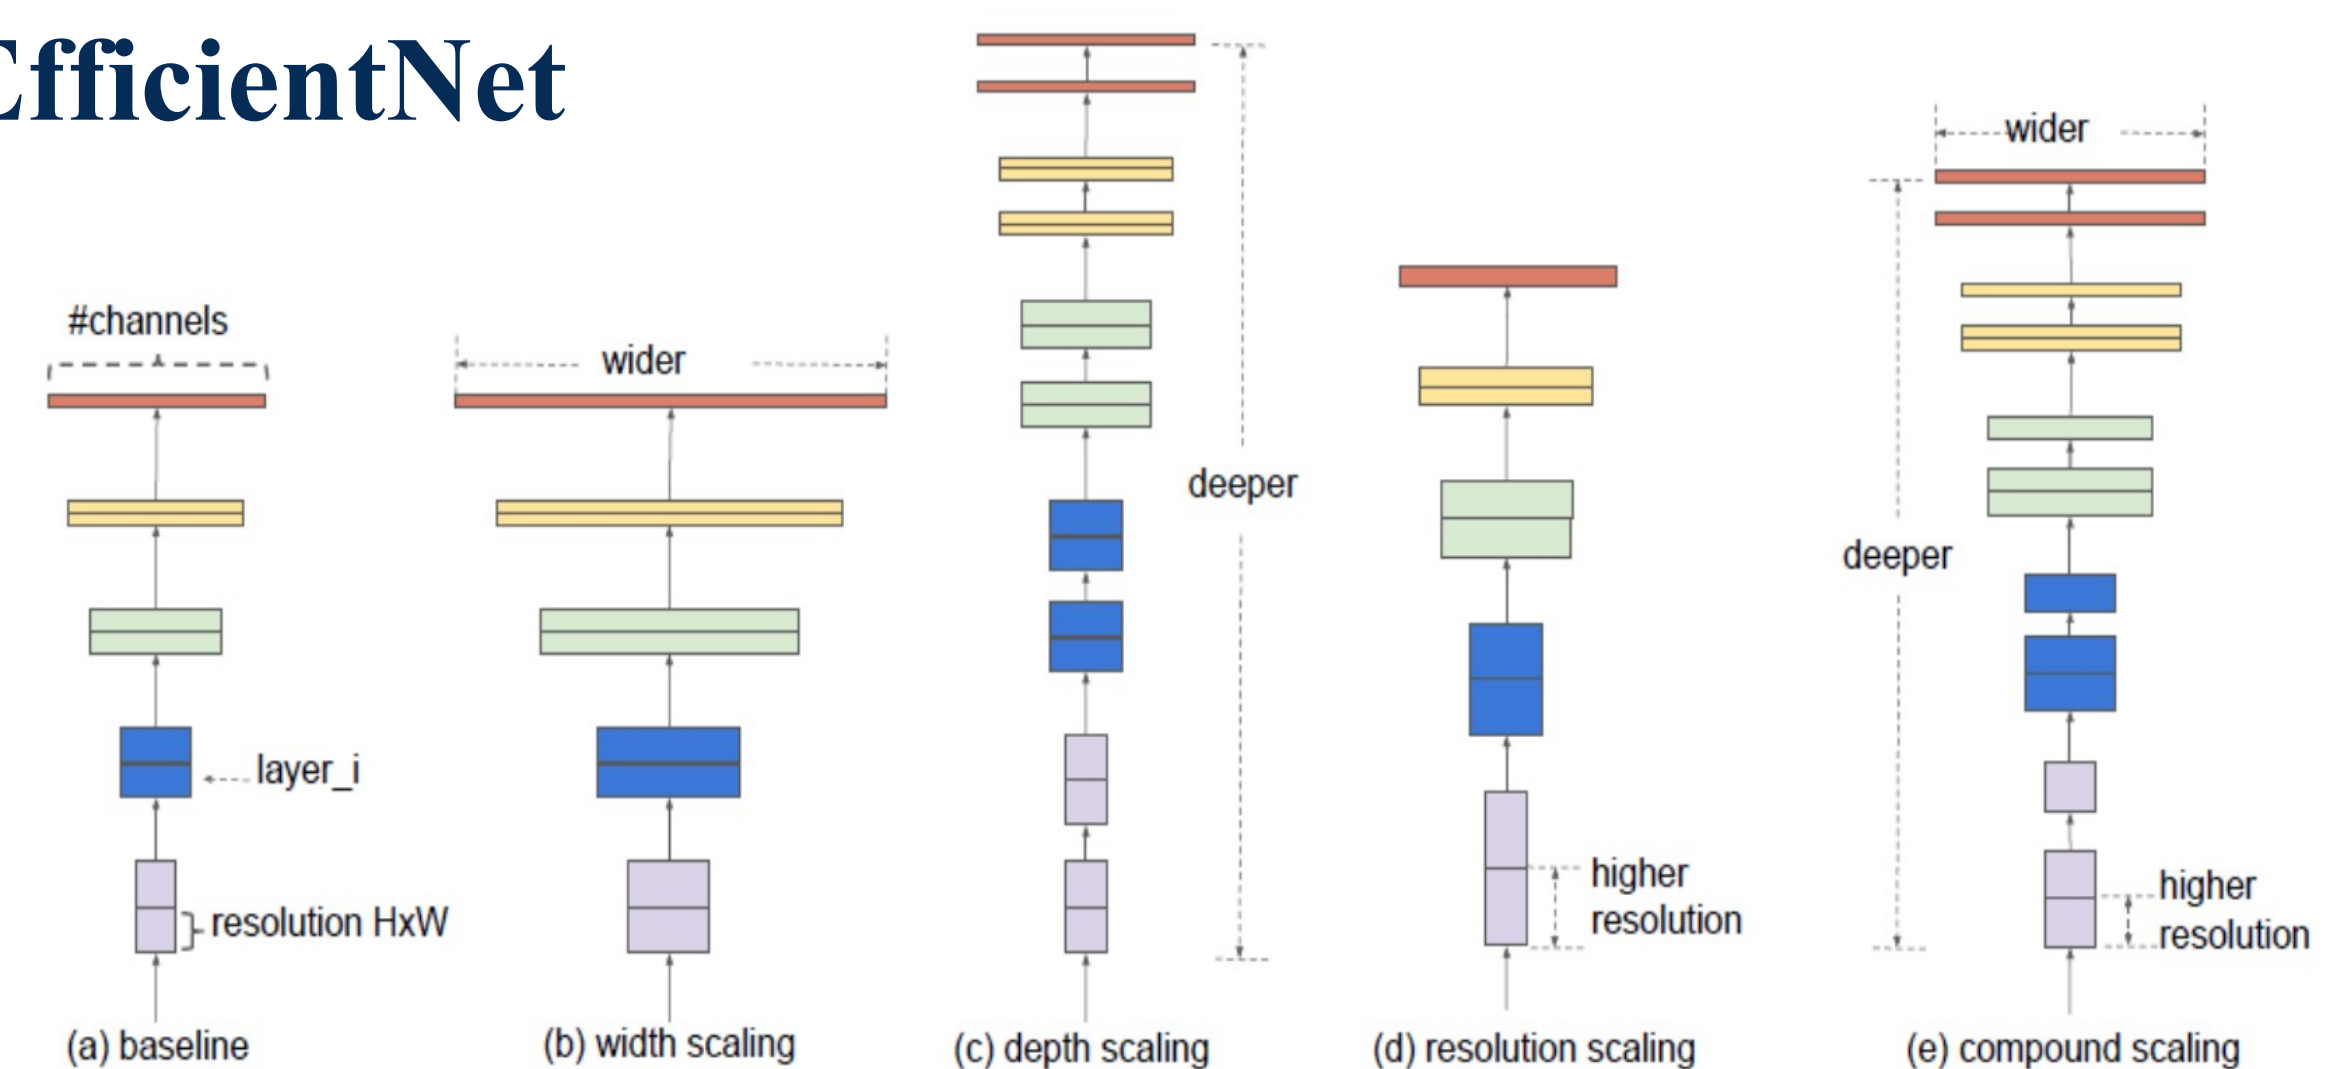 EfficientNet
#channels
layer_i
resolution HxW
(a) baseline
wider
(b) width scaling
deeper
(c) depth scaling
higher
resolution
(d) resolution scaling
wider
deeper
higher
resolution
(e) compound scaling